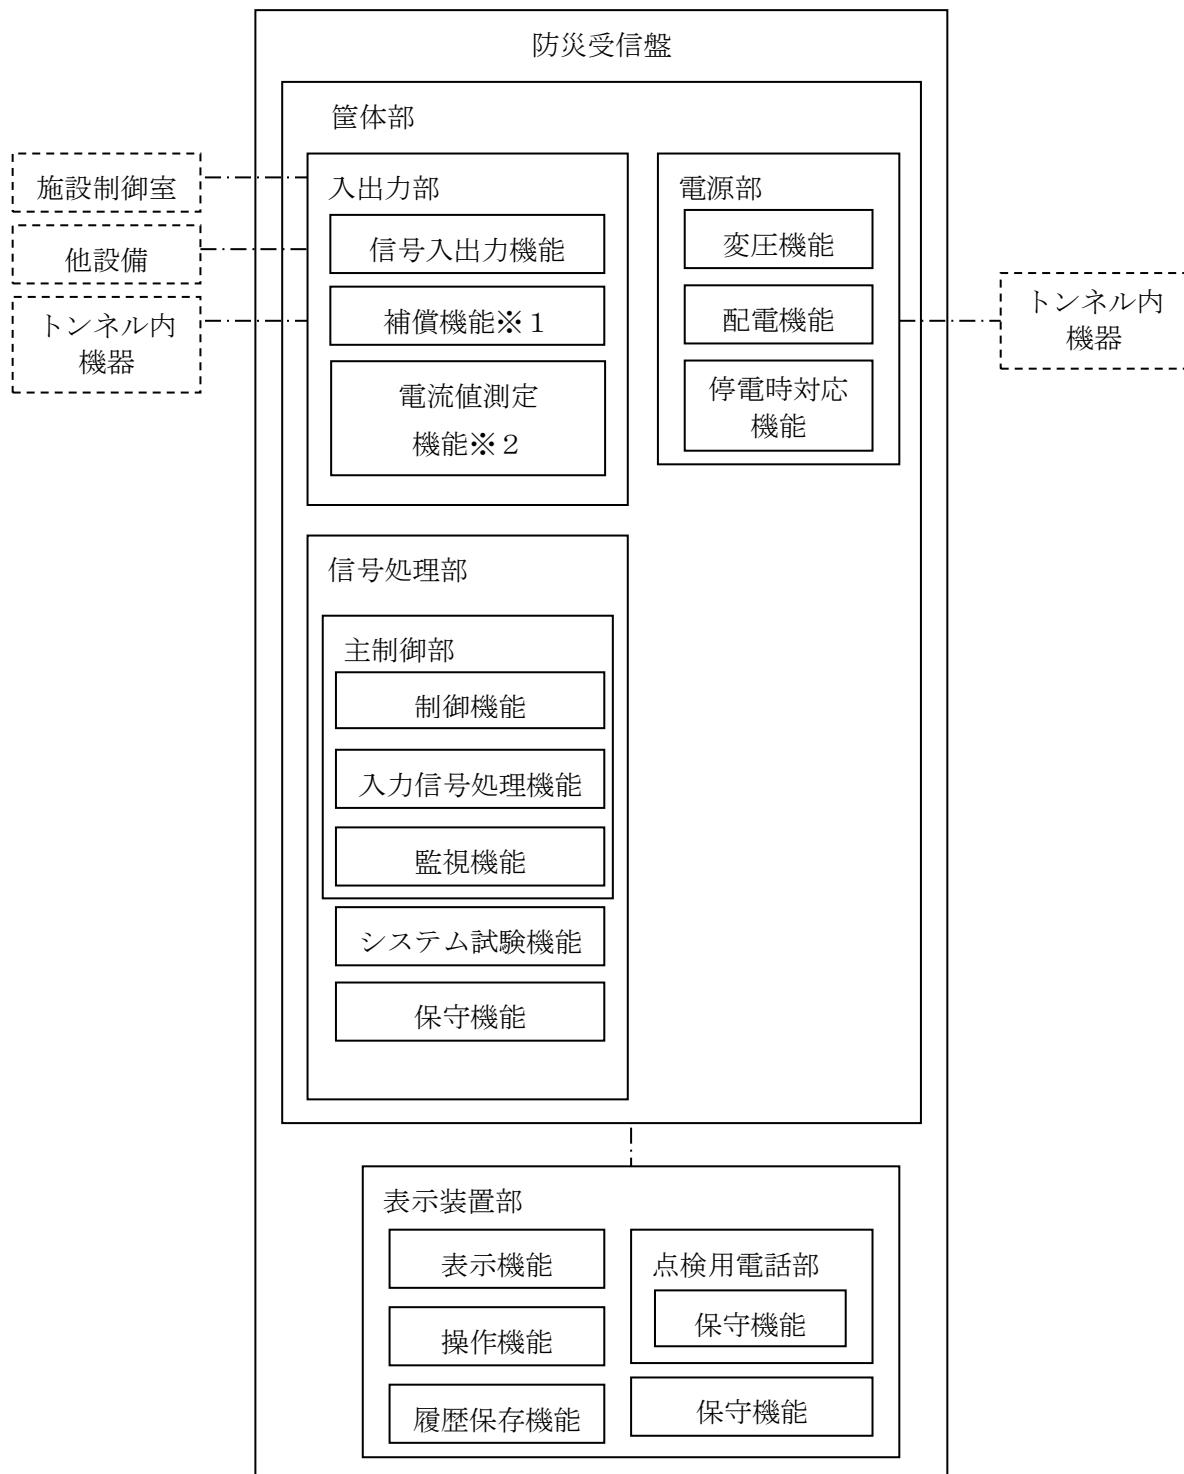 防災受信盤
筐体部
施設制御室
他設備
トンネル内
機器
入出力部
信号入出力機能
補償機能※１
電流値測定
機能※２
電源部
変圧機能
配電機能
停電時対応
機能
トンネル内
機器
信号処理部
主制御部
制御機能
入力信号処理機能
監視機能
システム試験機能
保守機能
表示装置部
表示機能
操作機能
履歴保存機能
点検用電話部
保守機能
保守機能